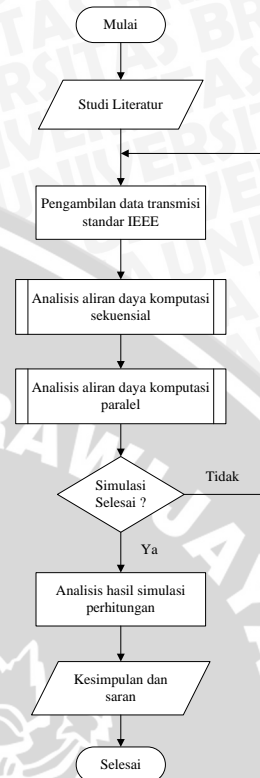 Mulai
Studi Literatur
Pengambilan data transmisi
standar IEEE
Analisis aliran daya komputasi
sekuensial
Analisis aliran daya komputasi
paralel
Simulasi
Selesai ?
Tidak
Ya
Analisis hasil simulasi
perhitungan
Kesimpulan dan
saran
Selesai